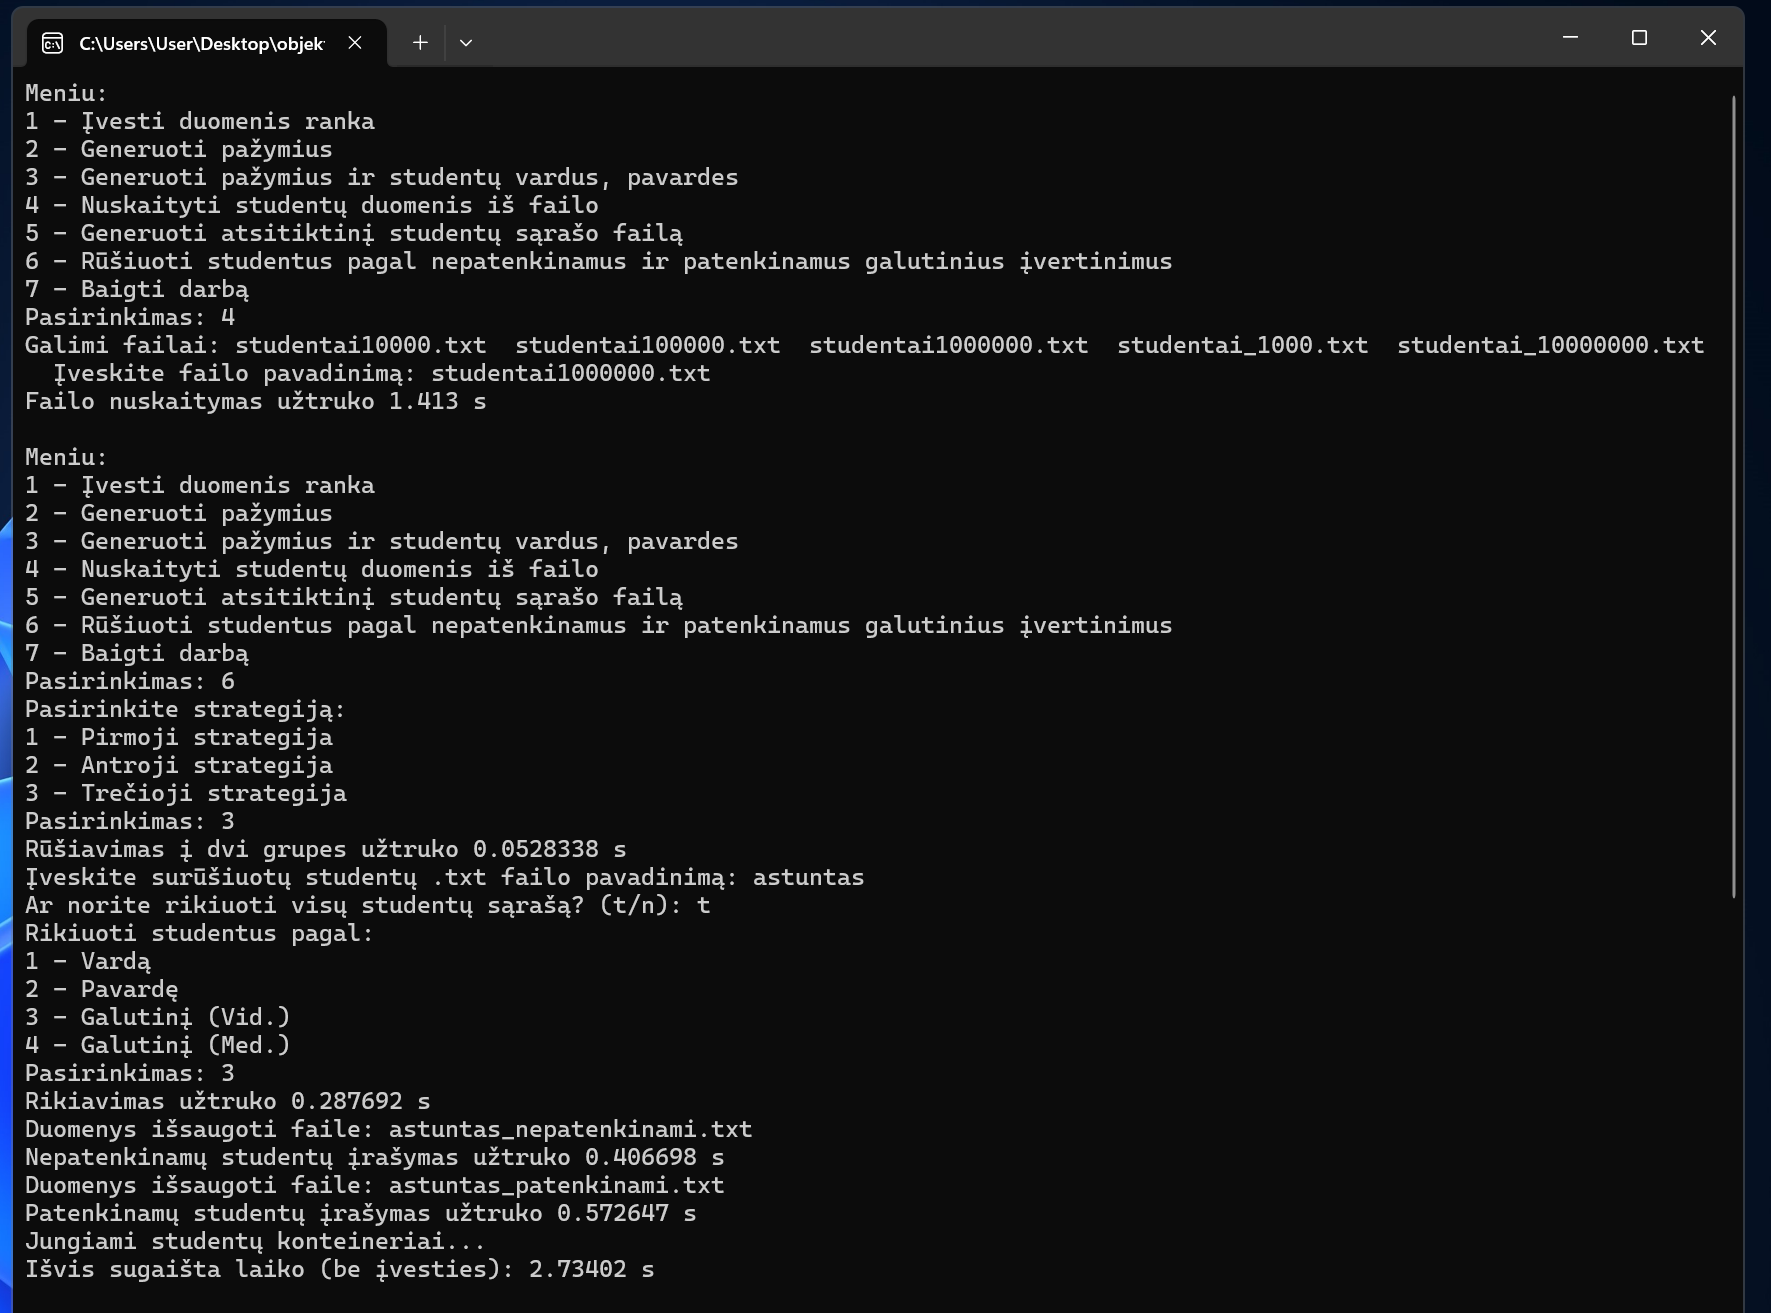 C:\Users\User\Desktop\objek
Meniu:
1 - Įvesti duomenis ranka
2 - Generuoti pažymius
3 - Generuoti pažymius ir studentų vardus, pavardes
4 - Nuskaityti studentų duomenis iš failo
5 - Generuoti atsitiktinį studentų sąrašo failą
6 - Rūšiuoti studentus pagal nepatenkinamus ir patenkinamus galutinius įvertinimus
7 - Baigti darbą
Pasirinkimas: 4
Galimi failai: studentai10000.txt  studentai100000.txt  studentai1000000.txt  studentai_1000.txt  studentai_10000000.txt
  Įveskite failo pavadinimą: studentai1000000.txt
Failo nuskaitymas užtruko 1.413 s
Meniu:
1 - Įvesti duomenis ranka
2 - Generuoti pažymius
3 - Generuoti pažymius ir studentų vardus, pavardes
4 - Nuskaityti studentų duomenis iš failo
5 - Generuoti atsitiktinį studentų sąrašo failą
6 - Rūšiuoti studentus pagal nepatenkinamus ir patenkinamus galutinius įvertinimus
7 - Baigti darbą
Pasirinkimas: 6
Pasirinkite strategiją:
1 - Pirmoji strategija
2 - Antroji strategija
3 - Trečioji strategija
Pasirinkimas: 3
Rūšiavimas į dvi grupes užtruko 0.0528338 s
Įveskite surūšiuotų studentų .txt failo pavadinimą: astuntas
Ar norite rikiuoti visų studentų sąrašą? (t/n): t
Rikiuoti studentus pagal:
1 - Vardą
2 - Pavardę
3 - Galutinį (Vid.)
4 - Galutinį (Med.)
Pasirinkimas: 3
Rikiavimas užtruko 0.287692 s
Duomenys išsaugoti faile: astuntas_nepatenkinami.txt
Nepatenkinamų studentų įrašymas užtruko 0.406698 s
Duomenys išsaugoti faile: astuntas_patenkinami.txt
Patenkinamų studentų įrašymas užtruko 0.572647 s
Jungiami studentų konteineriai...
Išvis sugaišta laiko (be įvesties): 2.73402 s